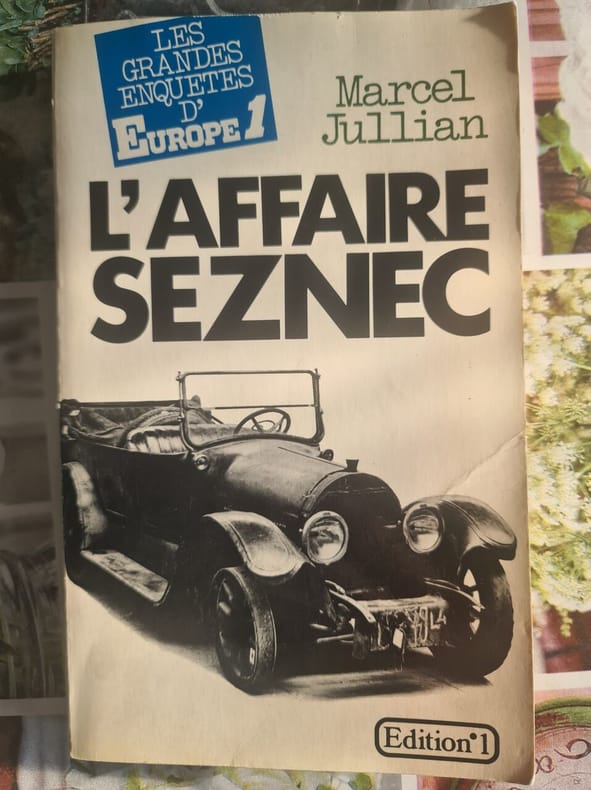 LES
GRANDES
ENQUETES
D'
EUROPE 1
Marcel
Jullian
L'AFFAIRE
SEZNEC
Edition n°1